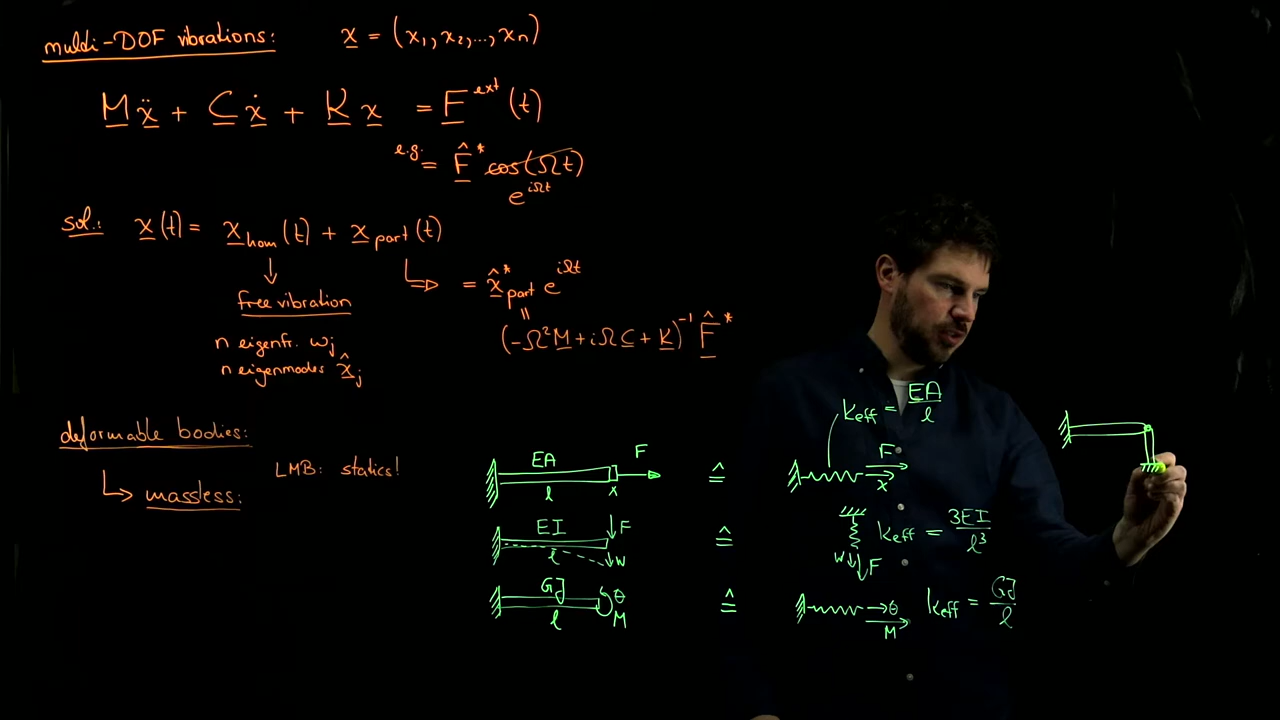 multi-DOF vibrations: x = (x₁, x₂, ..., xₙ)
M ẍ + C ẋ + K x = F^ext (t)
e.g. = F̂* cos(Ωt)
e^iΩt
sol.: x(t) = x_hom (t) + x_part (t)
= x̂*_part e^iΩt
free vibration
"
(-Ω²M + iΩC + K)⁻¹ F̂*
n eigenfr. ωj
n eigenmodes x̂j
deformable bodies:
LMB: statics!
massless:
keff = EA/l
EA F
l x
≙
F
x
EI F
l w
≙
w F
keff = 3EI/l³
GJ θ
l M
≙
θ
M
keff = GJ/l